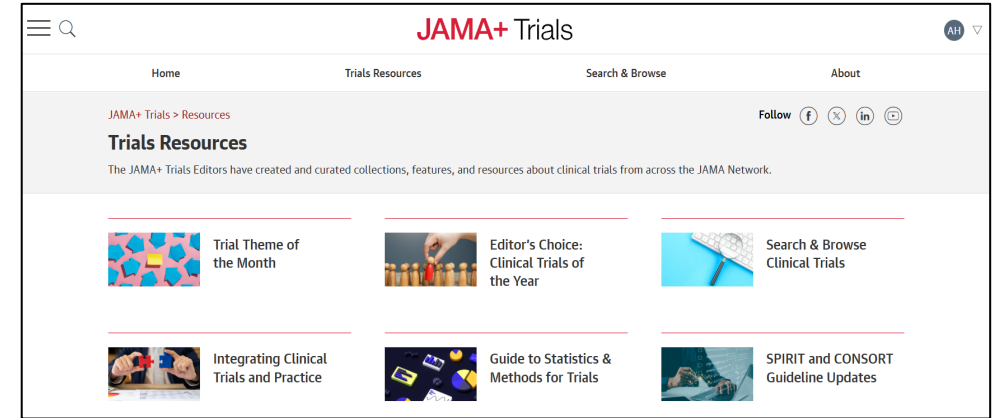 JAMA+ Trials
AH
Home Trials Resources Search & Browse About
JAMA+ Trials > Resources
Follow
Trials Resources
The JAMA+ Trials Editors have created and curated collections, features, and resources about clinical trials from across the JAMA Network.
Trial Theme of
the Month
Editor's Choice:
Clinical Trials of
the Year
Search & Browse
Clinical Trials
Integrating Clinical
Trials and Practice
Guide to Statistics &
Methods for Trials
SPIRIT and CONSORT
Guideline Updates